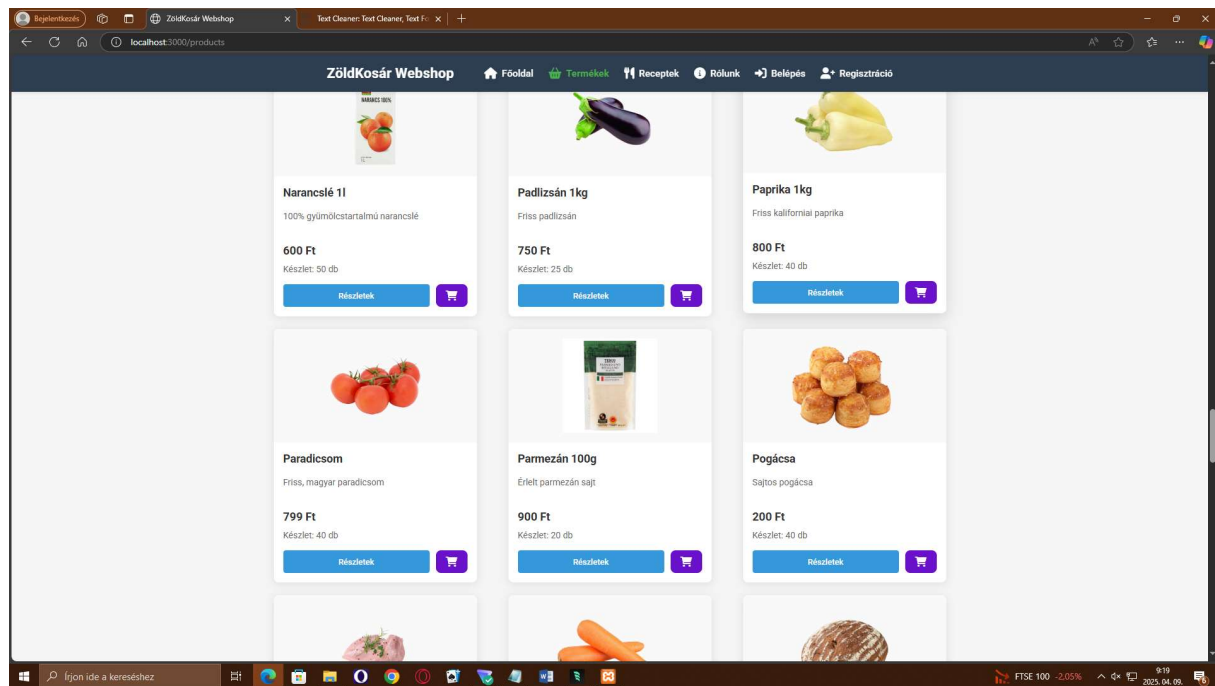 Bejelentkezés
ZöldKosár Webshop
Text Cleaner: Text Cleaner, Text Fo
localhost:3000/products
ZöldKosár Webshop
Főoldal
Termékek
Receptek
Rólunk
Belépés
Regisztráció
NARANCS 100%
Narancslé 1l
100% gyümölcstartalmú narancslé
600 Ft
Készlet: 50 db
Részletek
Padlizsán 1kg
Friss padlizsán
750 Ft
Készlet: 25 db
Részletek
Paprika 1kg
Friss kaliforniai paprika
800 Ft
Készlet: 40 db
Részletek
Paradicsom
Friss, magyar paradicsom
799 Ft
Készlet: 40 db
Részletek
Parmezán 100g
Érlelt parmezán sajt
900 Ft
Készlet: 20 db
Részletek
Pogácsa
Sajtos pogácsa
200 Ft
Készlet: 40 db
Részletek
Írjon ide a kereséshez
FTSE 100 -2,05%
9:19
2025. 04. 09.
6